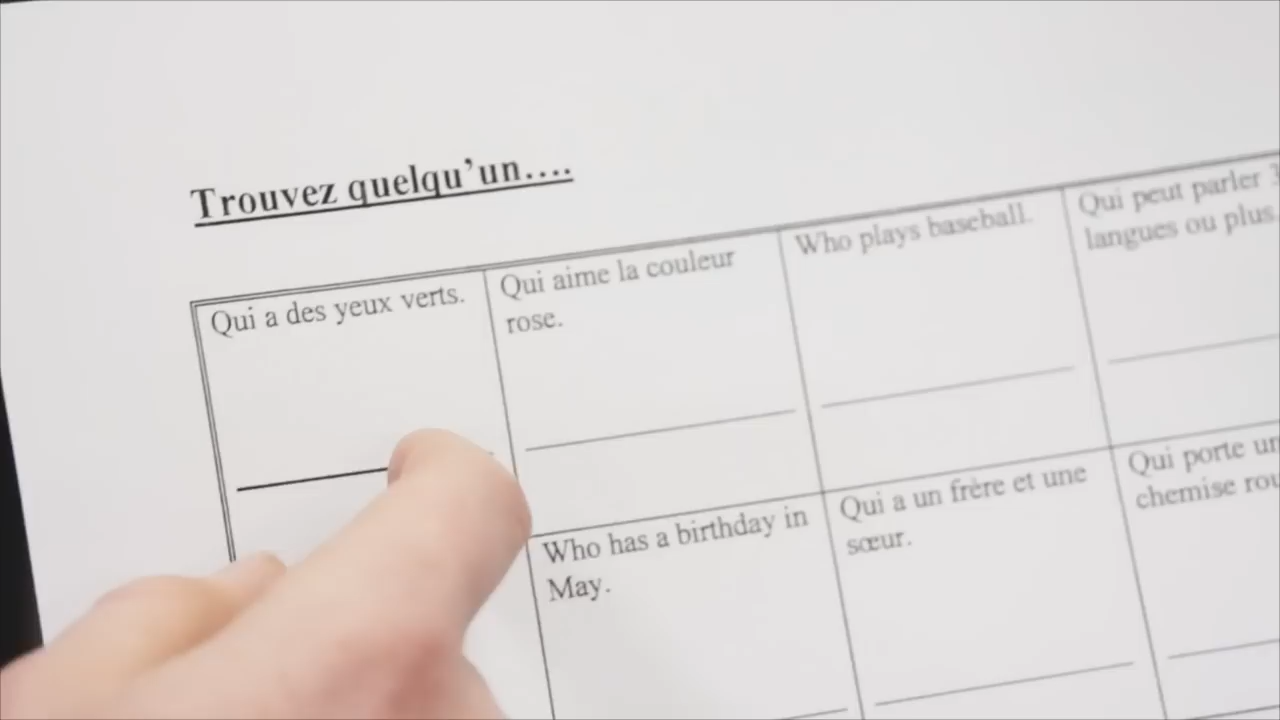 Trouvez quelqu'un....
Qui a des yeux verts.
Qui aime la couleur
rose.
Who plays baseball.
Qui peut parler 3
langues ou plus.
Who has a birthday in
May.
Qui a un frère et une
sœur.
Qui porte
chemise